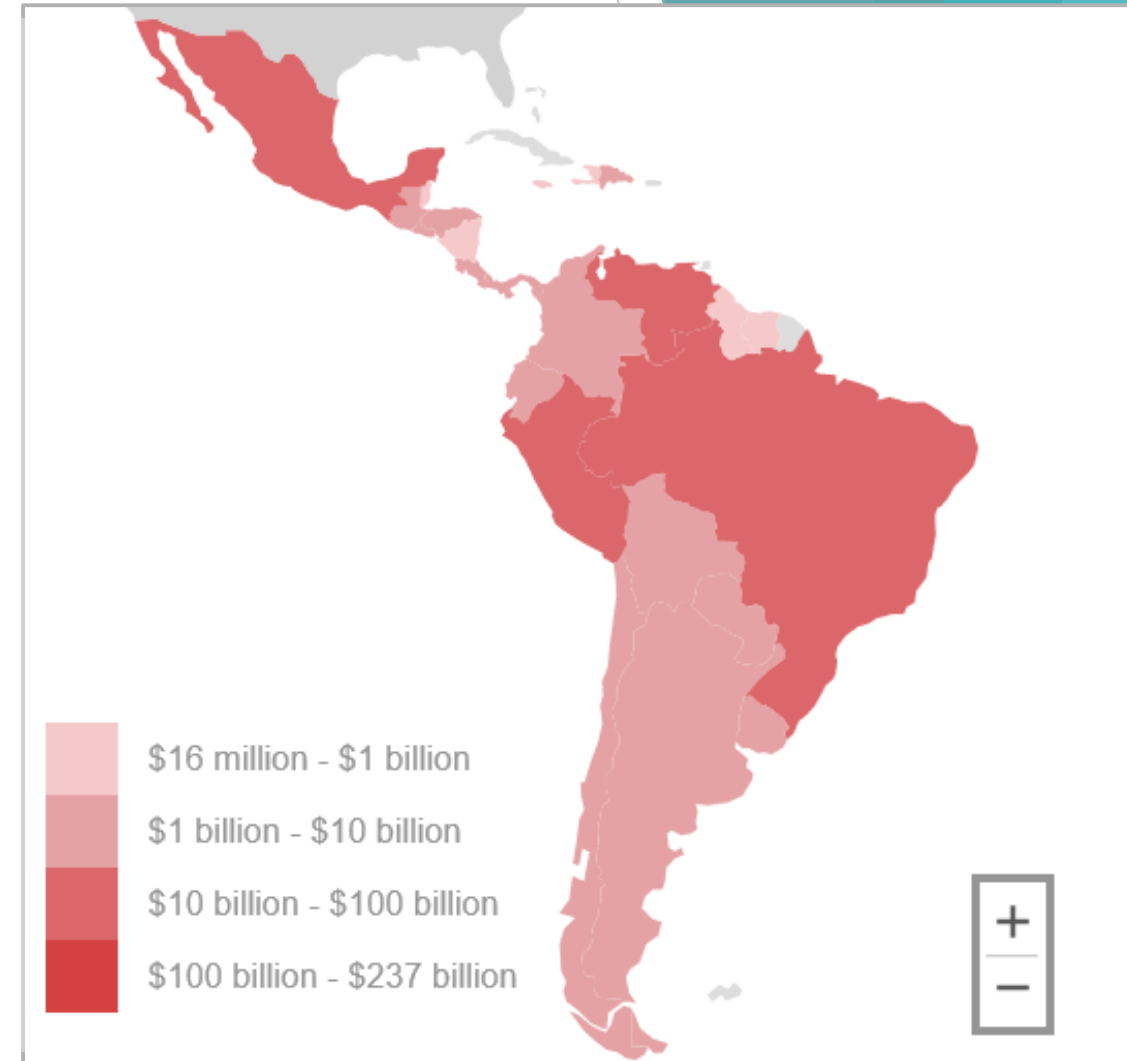 $16 million - $1 billion
$1 billion - $10 billion
$10 billion - $100 billion
$100 billion - $237 billion
+
−